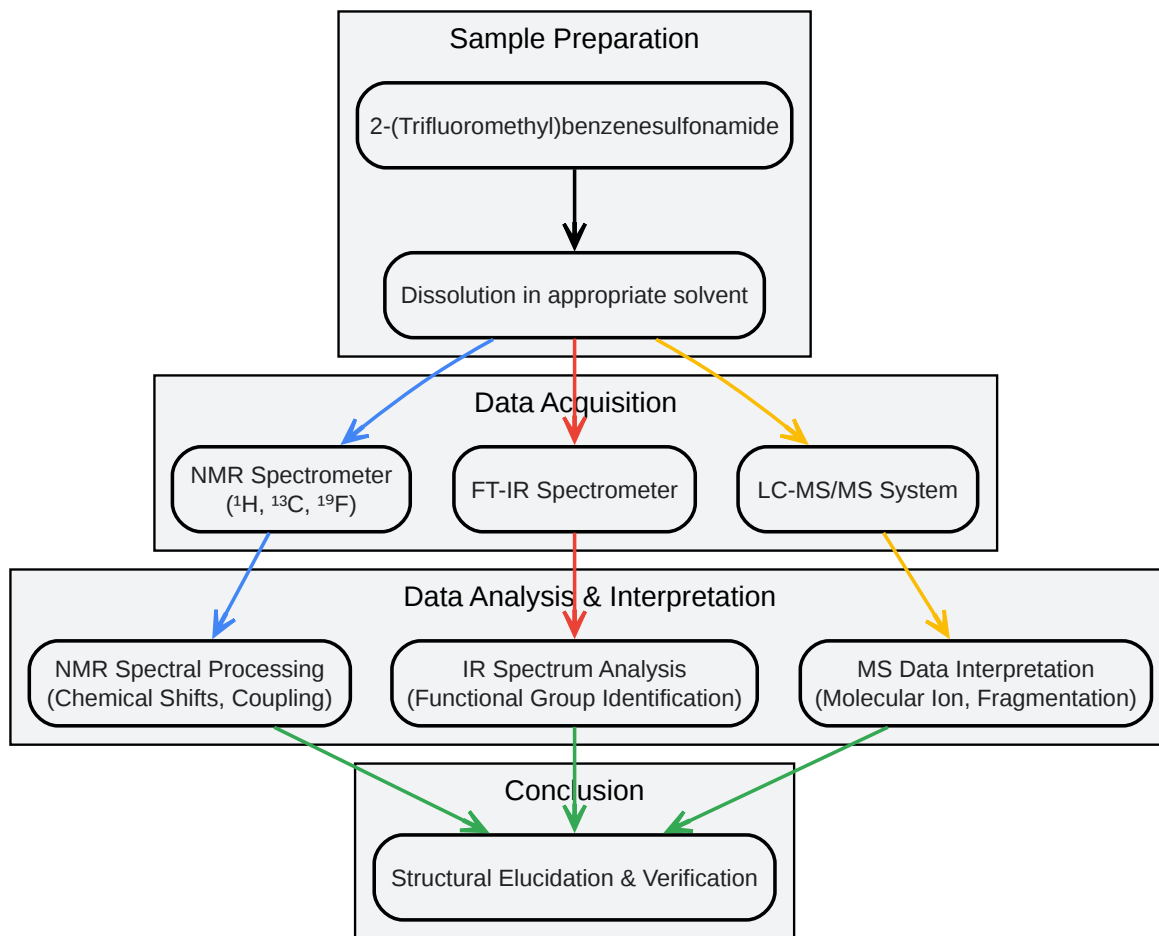 Sample Preparation
2-(Trifluoromethyl)benzenesulfonamide
Dissolution in appropriate solvent
Data Acquisition
NMR Spectrometer
(¹H, ¹³C, ¹⁹F)
FT-IR Spectrometer
LC-MS/MS System
Data Analysis & Interpretation
NMR Spectral Processing
(Chemical Shifts, Coupling)
IR Spectrum Analysis
(Functional Group Identification)
MS Data Interpretation
(Molecular Ion, Fragmentation)
Conclusion
Structural Elucidation & Verification